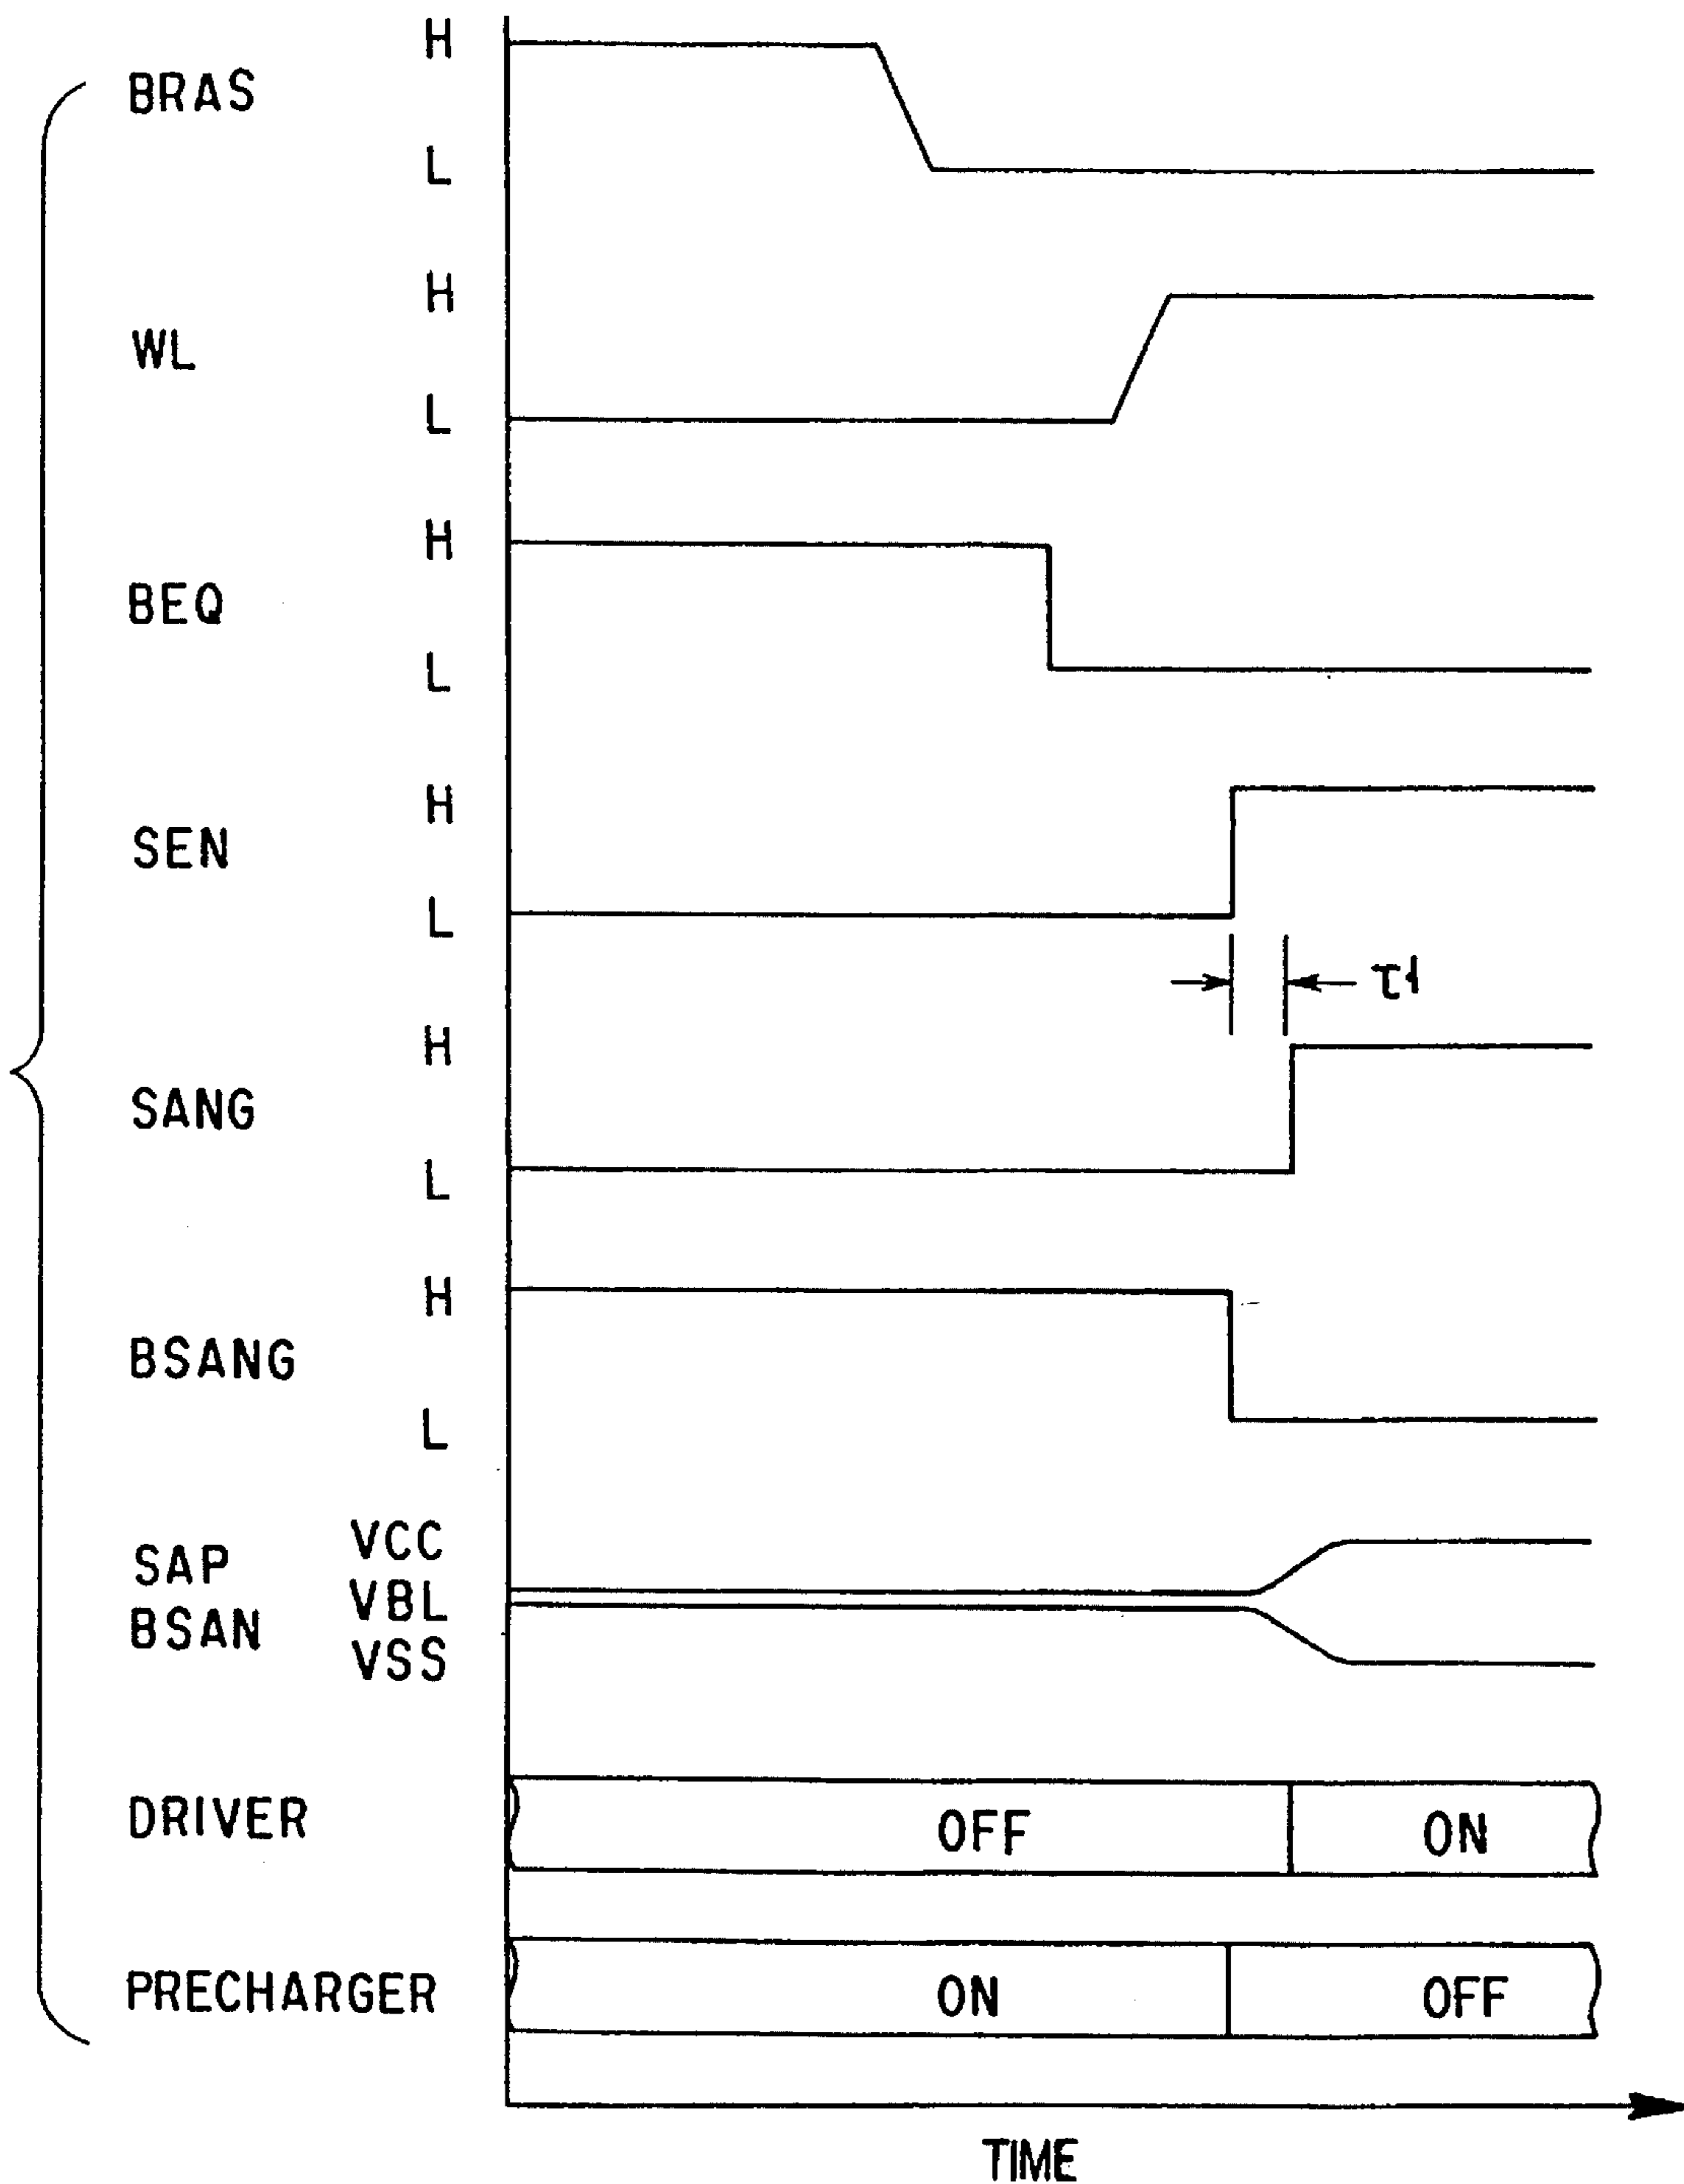 BRAS H
L
WL H
L
BEQ H
L
SEN H
L
τ1
SANG H
L
BSANG H
L
SAP VCC
VBL
BSAN VSS
DRIVER OFF ON
PRECHARGER ON OFF
TIME